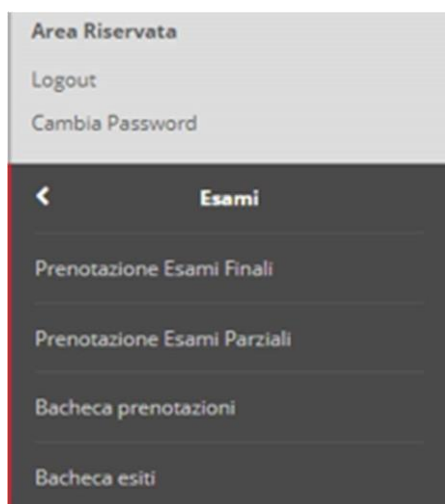 Area Riservata
Logout
Cambia Password
Esami
Prenotazione Esami Finali
Prenotazione Esami Parziali
Bacheca prenotazioni
Bacheca esiti